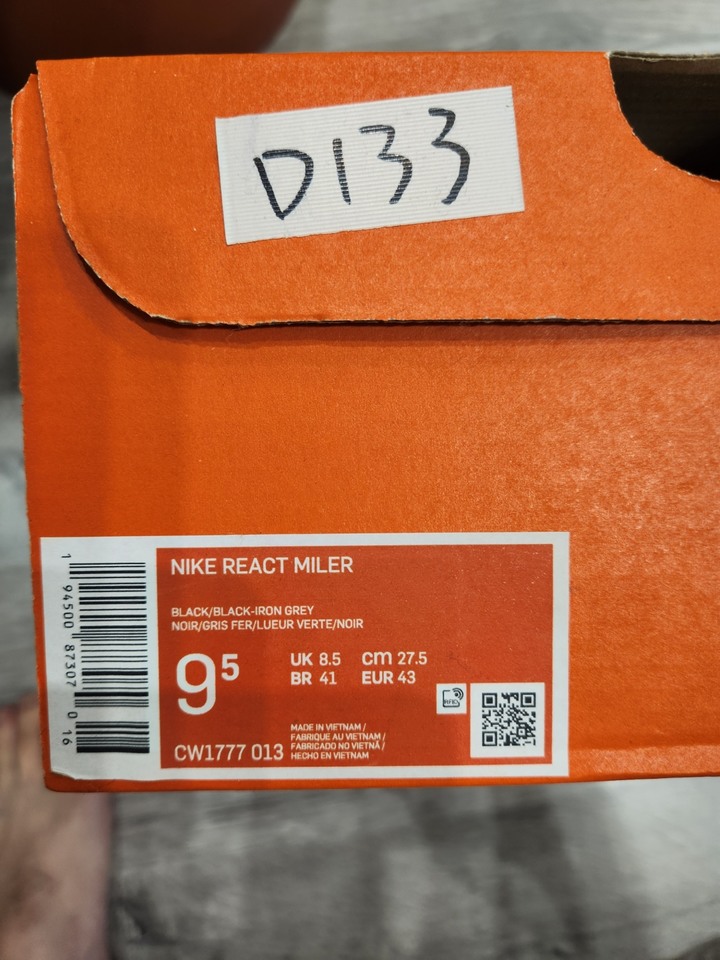 D133
NIKE REACT MILER
BLACK/BLACK-IRON GREY
NOIR/GRIS FER/LUEUR VERTE/NOIR
9⁵
UK 8.5 cm 27.5
BR 41 EUR 43
MADE IN VIETNAM /
FABRIQUE AU VIETNAM /
FABRICADO NO VIETNÃ /
HECHO EN VIETNAM
CW1777 013
RFID
1 94500 87307 0 16